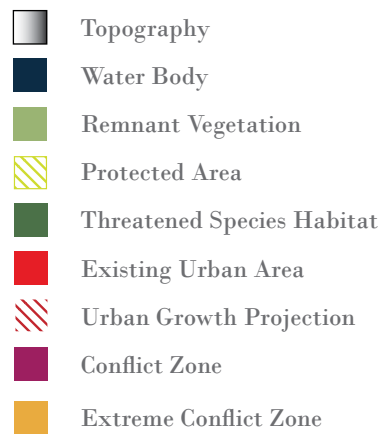 Topography
Water Body
Remnant Vegetation
Protected Area
Threatened Species Habitat
Existing Urban Area
Urban Growth Projection
Conflict Zone
Extreme Conflict Zone